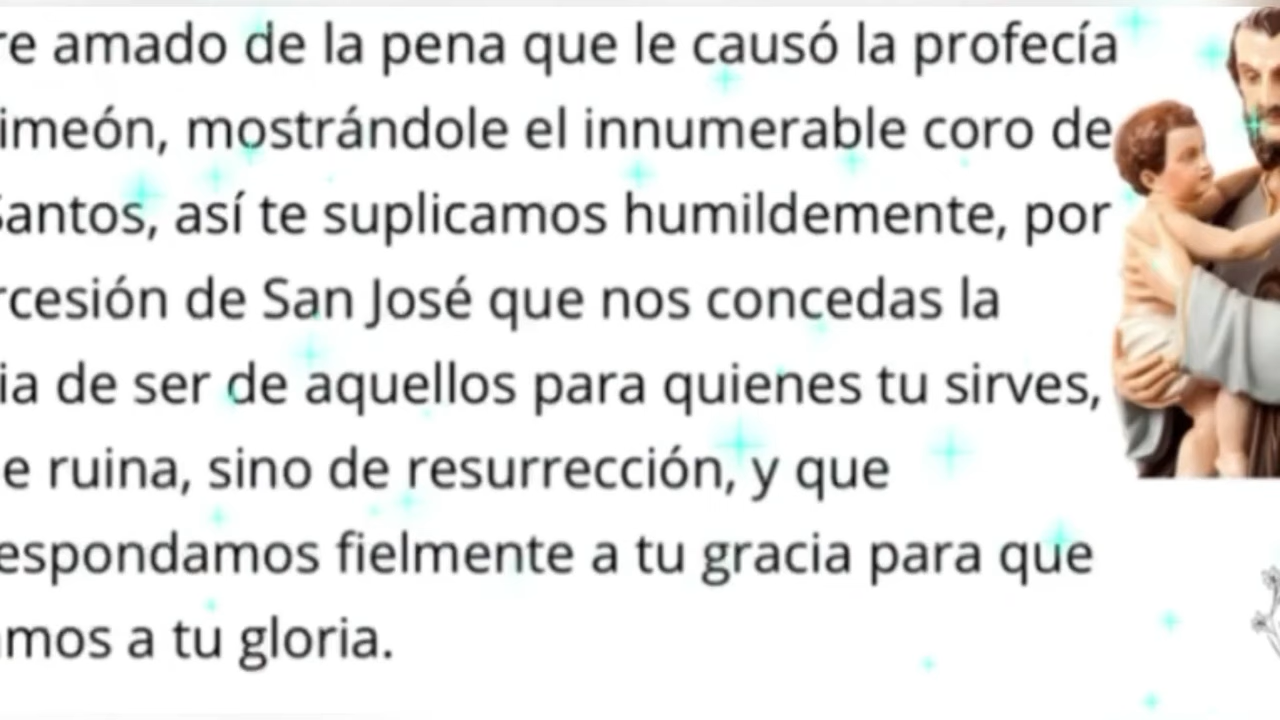 re amado de la pena que le causó la profecía
imeón, mostrándole el innumerable coro de
Santos, así te suplicamos humildemente, por
rcesión de San José que nos concedas la
ia de ser de aquellos para quienes tu sirves,
e ruina, sino de resurrección, y que
espondamos fielmente a tu gracia para que
amos a tu gloria.